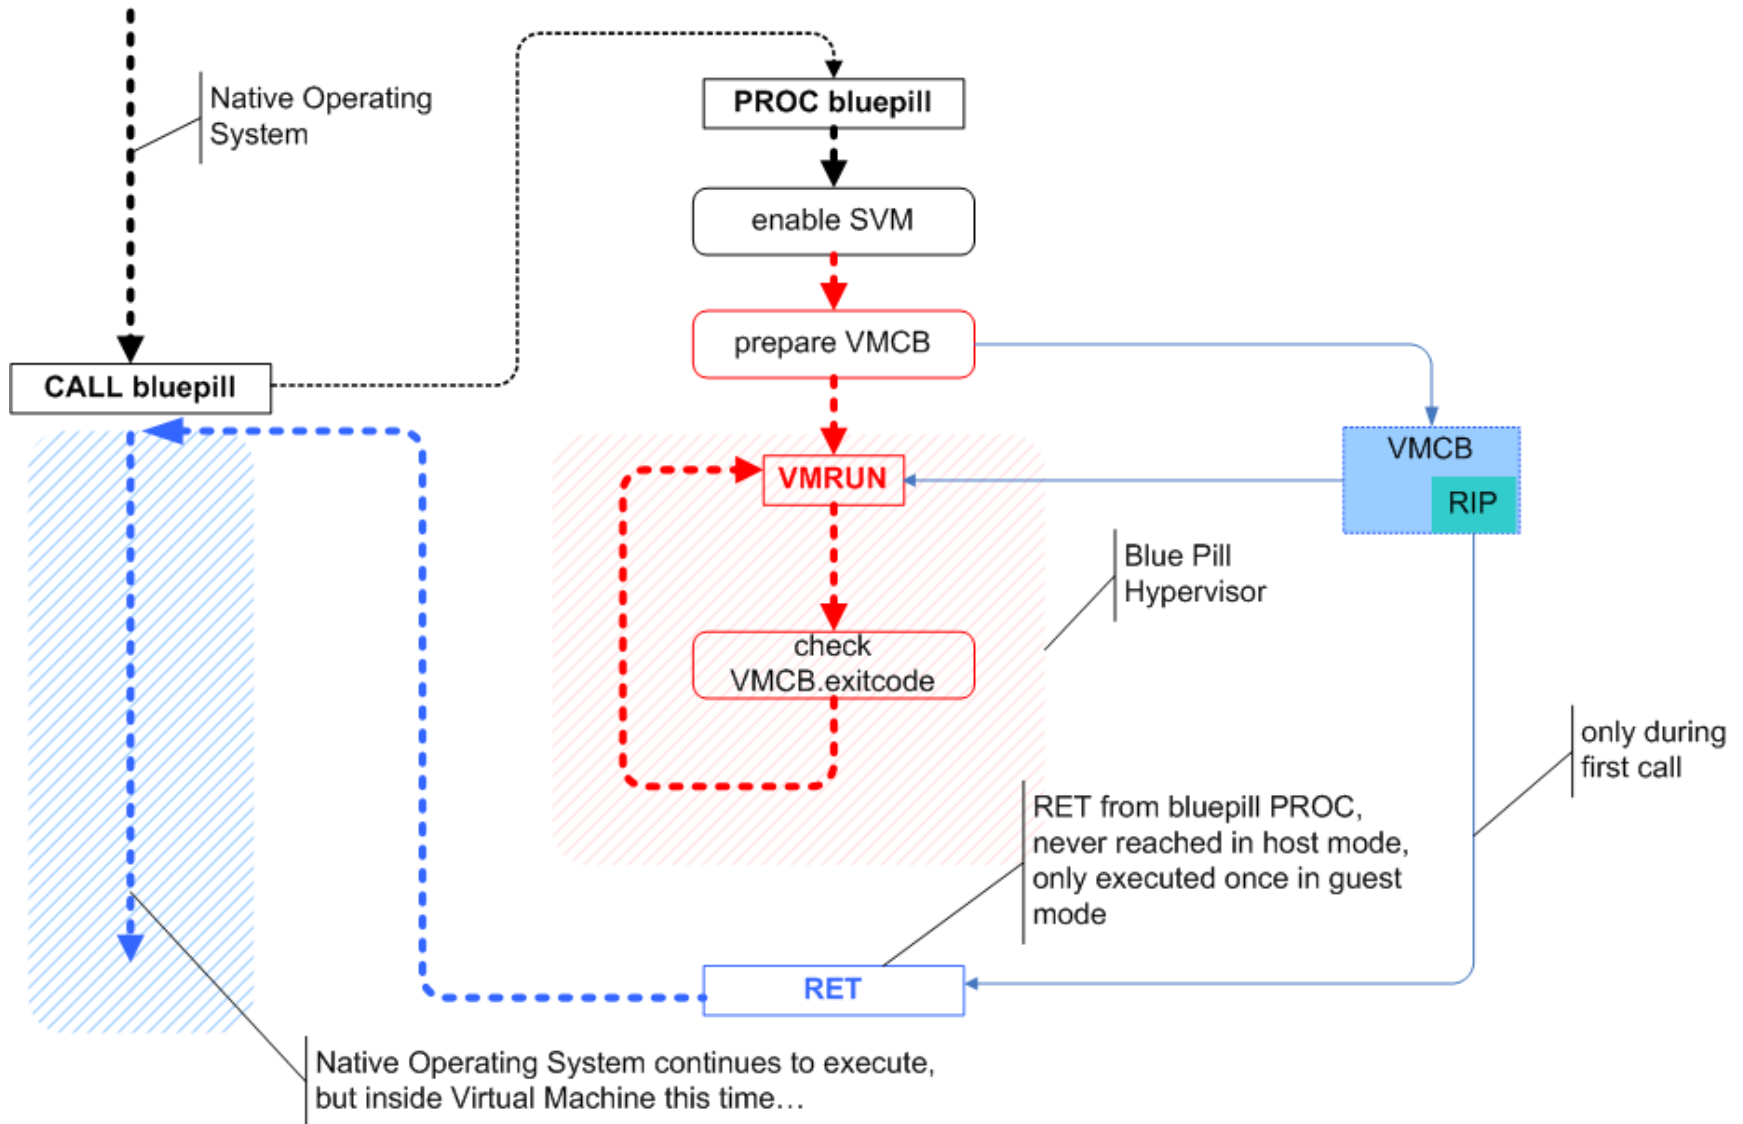 Native Operating
System
PROC bluepill
enable SVM
prepare VMCB
CALL bluepill
VMCB
RIP
VMRUN
Blue Pill
Hypervisor
check
VMCB.exitcode
only during
first call
RET from bluepill PROC,
never reached in host mode,
only executed once in guest
mode
RET
Native Operating System continues to execute,
but inside Virtual Machine this time…